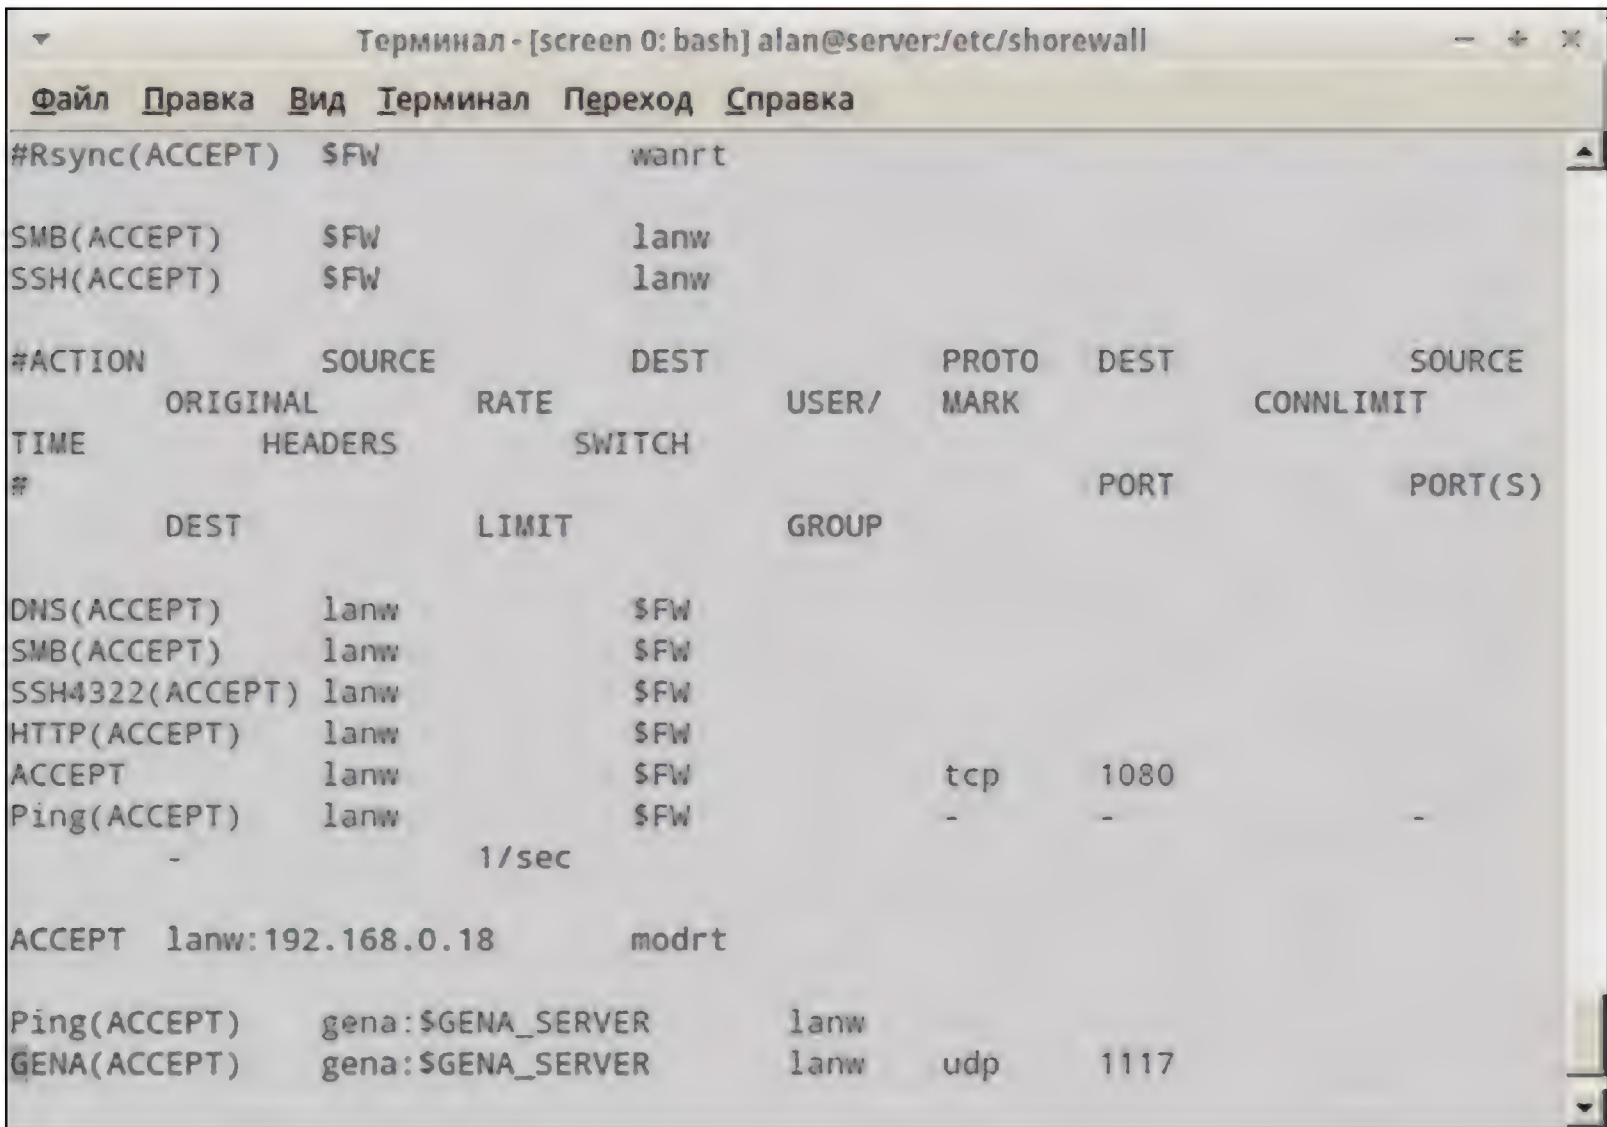 Терминал - [screen 0: bash] alan@server:/etc/shorewall
Файл Правка Вид Терминал Переход Справка
#Rsync(ACCEPT) $FW wanrt
SMB(ACCEPT) $FW lanw
SSH(ACCEPT) $FW lanw
#ACTION SOURCE DEST PROTO DEST SOURCE
ORIGINAL RATE USER/ MARK CONNLIMIT
TIME HEADERS SWITCH
# PORT PORT(S)
DEST LIMIT GROUP
DNS(ACCEPT) lanw $FW
SMB(ACCEPT) lanw $FW
SSH4322(ACCEPT) lanw $FW
HTTP(ACCEPT) lanw $FW
ACCEPT lanw $FW tcp 1080
Ping(ACCEPT) lanw $FW - - -
- 1/sec
ACCEPT lanw:192.168.0.18 modrt
Ping(ACCEPT) gena:$GENA_SERVER lanw
GENA(ACCEPT) gena:$GENA_SERVER lanw udp 1117